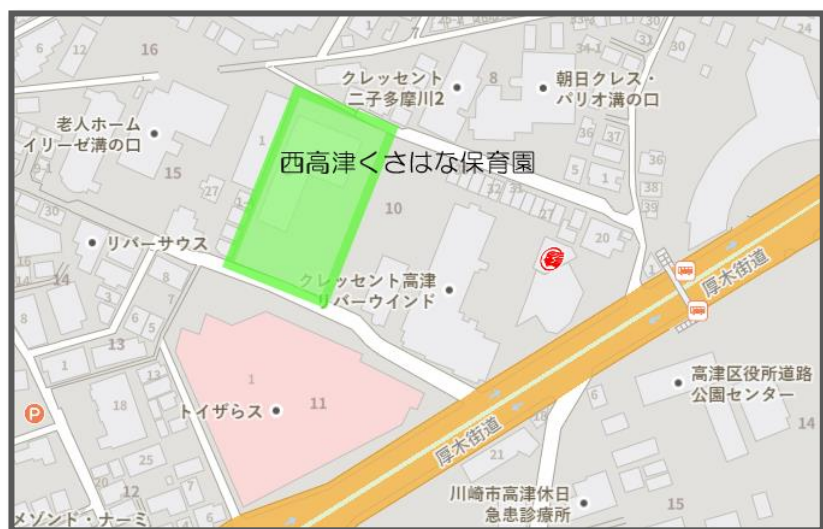 16
クレッセント
二子多摩川2
8
朝日クレス・
パリオ溝の口
老人ホーム
イリーゼ溝の口
15
西高津くさはな保育園
10
リバーサウス
クレッセント高津
リバーウインド
厚木街道
13
トイザらス
11
高津区役所道路
公園センター
14
P
厚木街道
川崎市高津休日
急患診療所
15
12
メゾンド・ナーミ